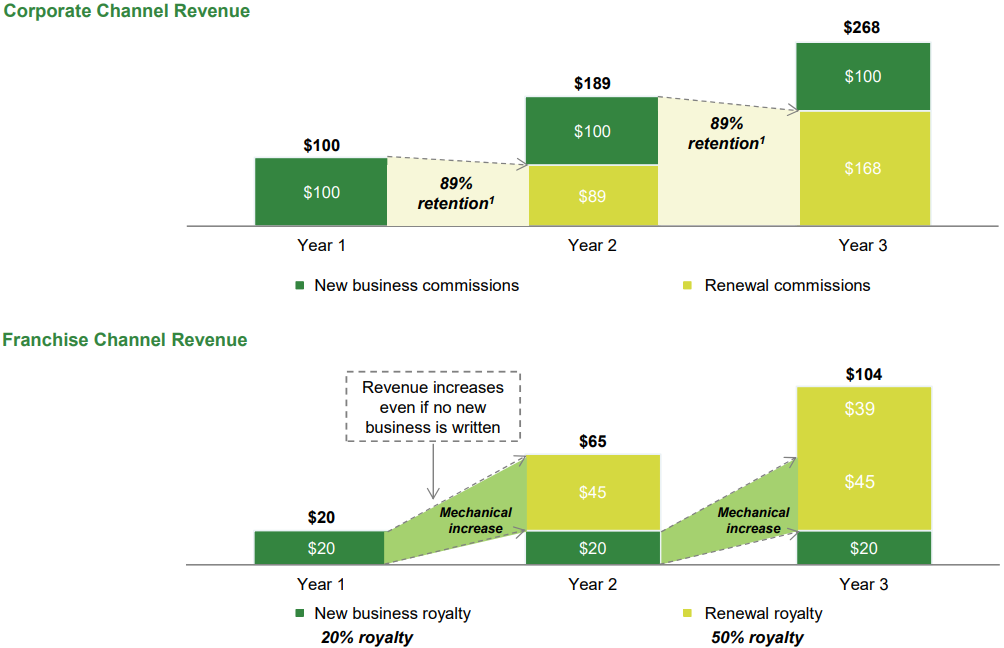 Corporate Channel Revenue
$268
$100
$189
89%
retention1
$100
$100
$168
$100
89%
retention1
$89
Year 1 Year 2 Year 3
New business commissions Renewal commissions
Franchise Channel Revenue
Revenue increases
even if no new
business is written
$104
$39
$65
$45
$45
$20
Mechanical
increase
Mechanical
increase
$20 $20 $20
Year 1 Year 2 Year 3
New business royalty Renewal royalty
20% royalty 50% royalty